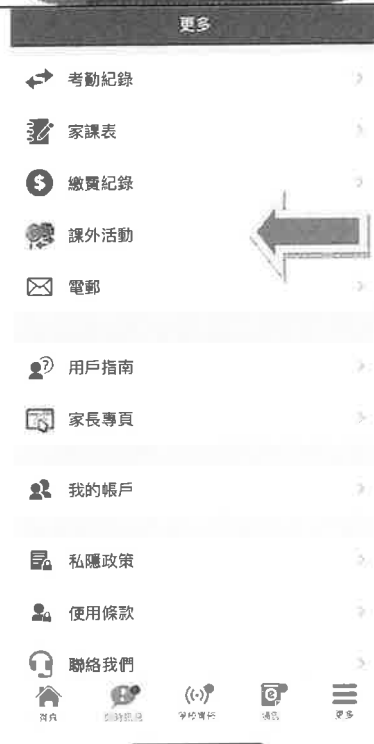 更多
考勤紀錄
家課表
繳費紀錄
課外活動
電郵
用戶指南
家長專頁
我的帳戶
私隱政策
使用條款
聯絡我們
首頁
更多